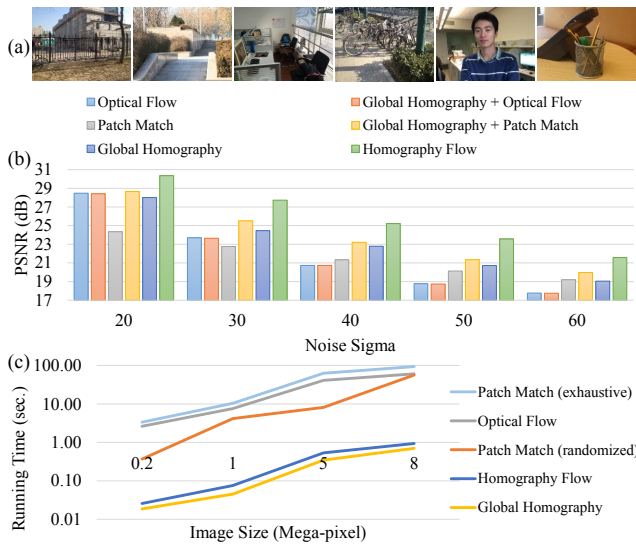 (a)
Optical Flow
Global Homography + Optical Flow
Patch Match
Global Homography + Patch Match
Global Homography
Homography Flow
(b)
31
29
27
25
23
21
19
17
PSNR (dB)
20 30 40 50 60
Noise Sigma
(c)
100.00
10.00
1.00
0.10
0.01
Running Time (sec.)
0.2 1 5 8
Image Size (Mega-pixel)
Patch Match (exhaustive)
Optical Flow
Patch Match (randomized)
Homography Flow
Global Homography